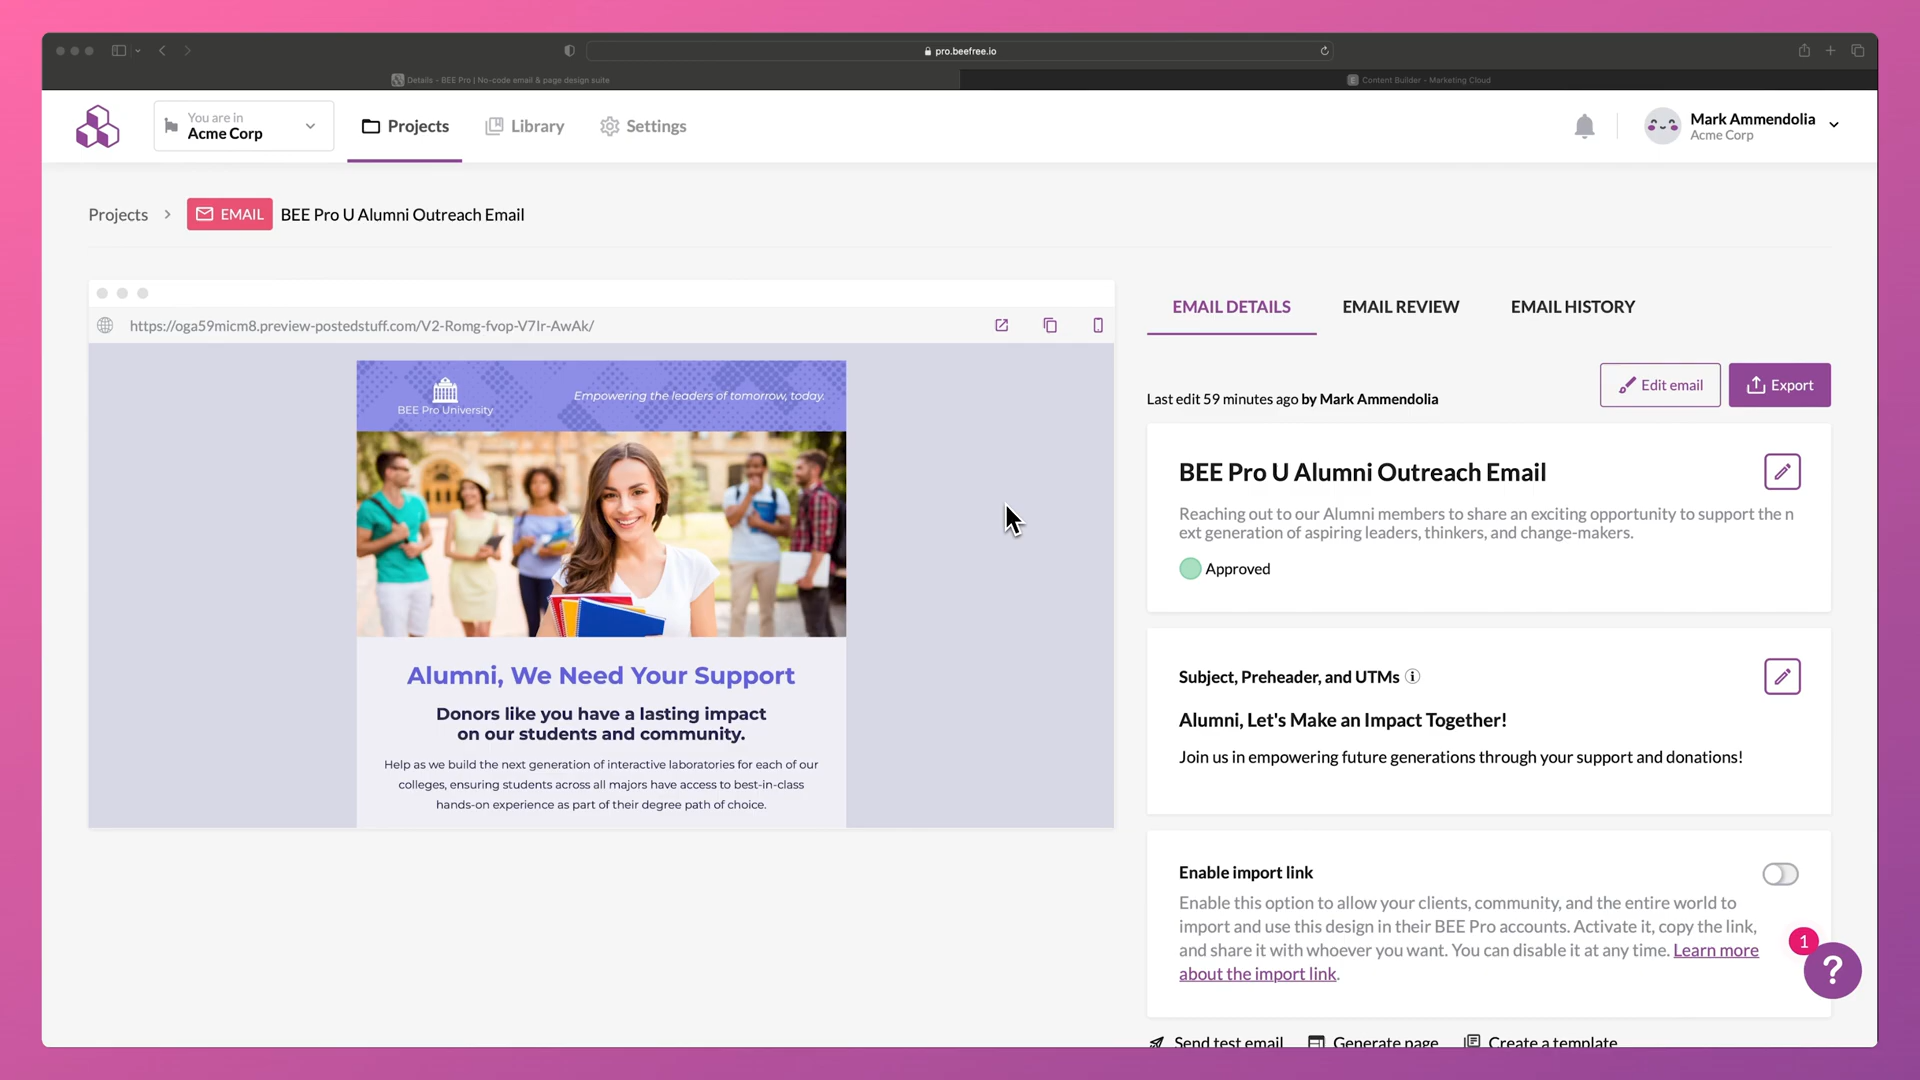 pro.beefree.io
Details - BEE Pro | No-code email & page design suite
Content Builder - Marketing Cloud
You are in
Acme Corp
Projects
Library
Settings
Mark Ammendolia
Acme Corp
Projects > EMAIL BEE Pro U Alumni Outreach Email
https://oga59micm8.preview-postedstuff.com/V2-Romg-fvop-V7Ir-AwAk/
BEE Pro University
Empowering the leaders of tomorrow, today.
Alumni, We Need Your Support
Donors like you have a lasting impact
on our students and community.
Help as we build the next generation of interactive laboratories for each of our
colleges, ensuring students across all majors have access to best-in-class
hands-on experience as part of their degree path of choice.
EMAIL DETAILS
EMAIL REVIEW
EMAIL HISTORY
Last edit 59 minutes ago by Mark Ammendolia
Edit email
Export
BEE Pro U Alumni Outreach Email
Reaching out to our Alumni members to share an exciting opportunity to support the n
ext generation of aspiring leaders, thinkers, and change-makers.
Approved
Subject, Preheader, and UTMs
Alumni, Let's Make an Impact Together!
Join us in empowering future generations through your support and donations!
Enable import link
Enable this option to allow your clients, community, and the entire world to
import and use this design in their BEE Pro accounts. Activate it, copy the link,
and share it with whoever you want. You can disable it at any time. Learn more
about the import link.
1
?
Send test email
Generate page
Create a template